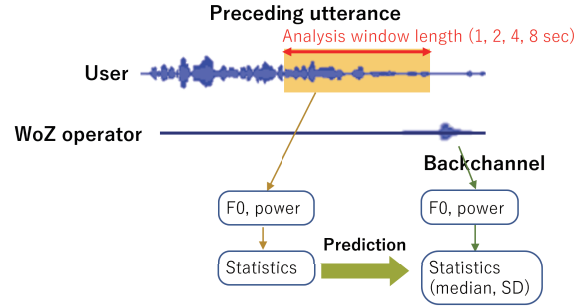 Preceding utterance
Analysis window length (1, 2, 4, 8 sec)
User
WoZ operator
Backchannel
F0, power
F0, power
Prediction
Statistics
Statistics
(median, SD)